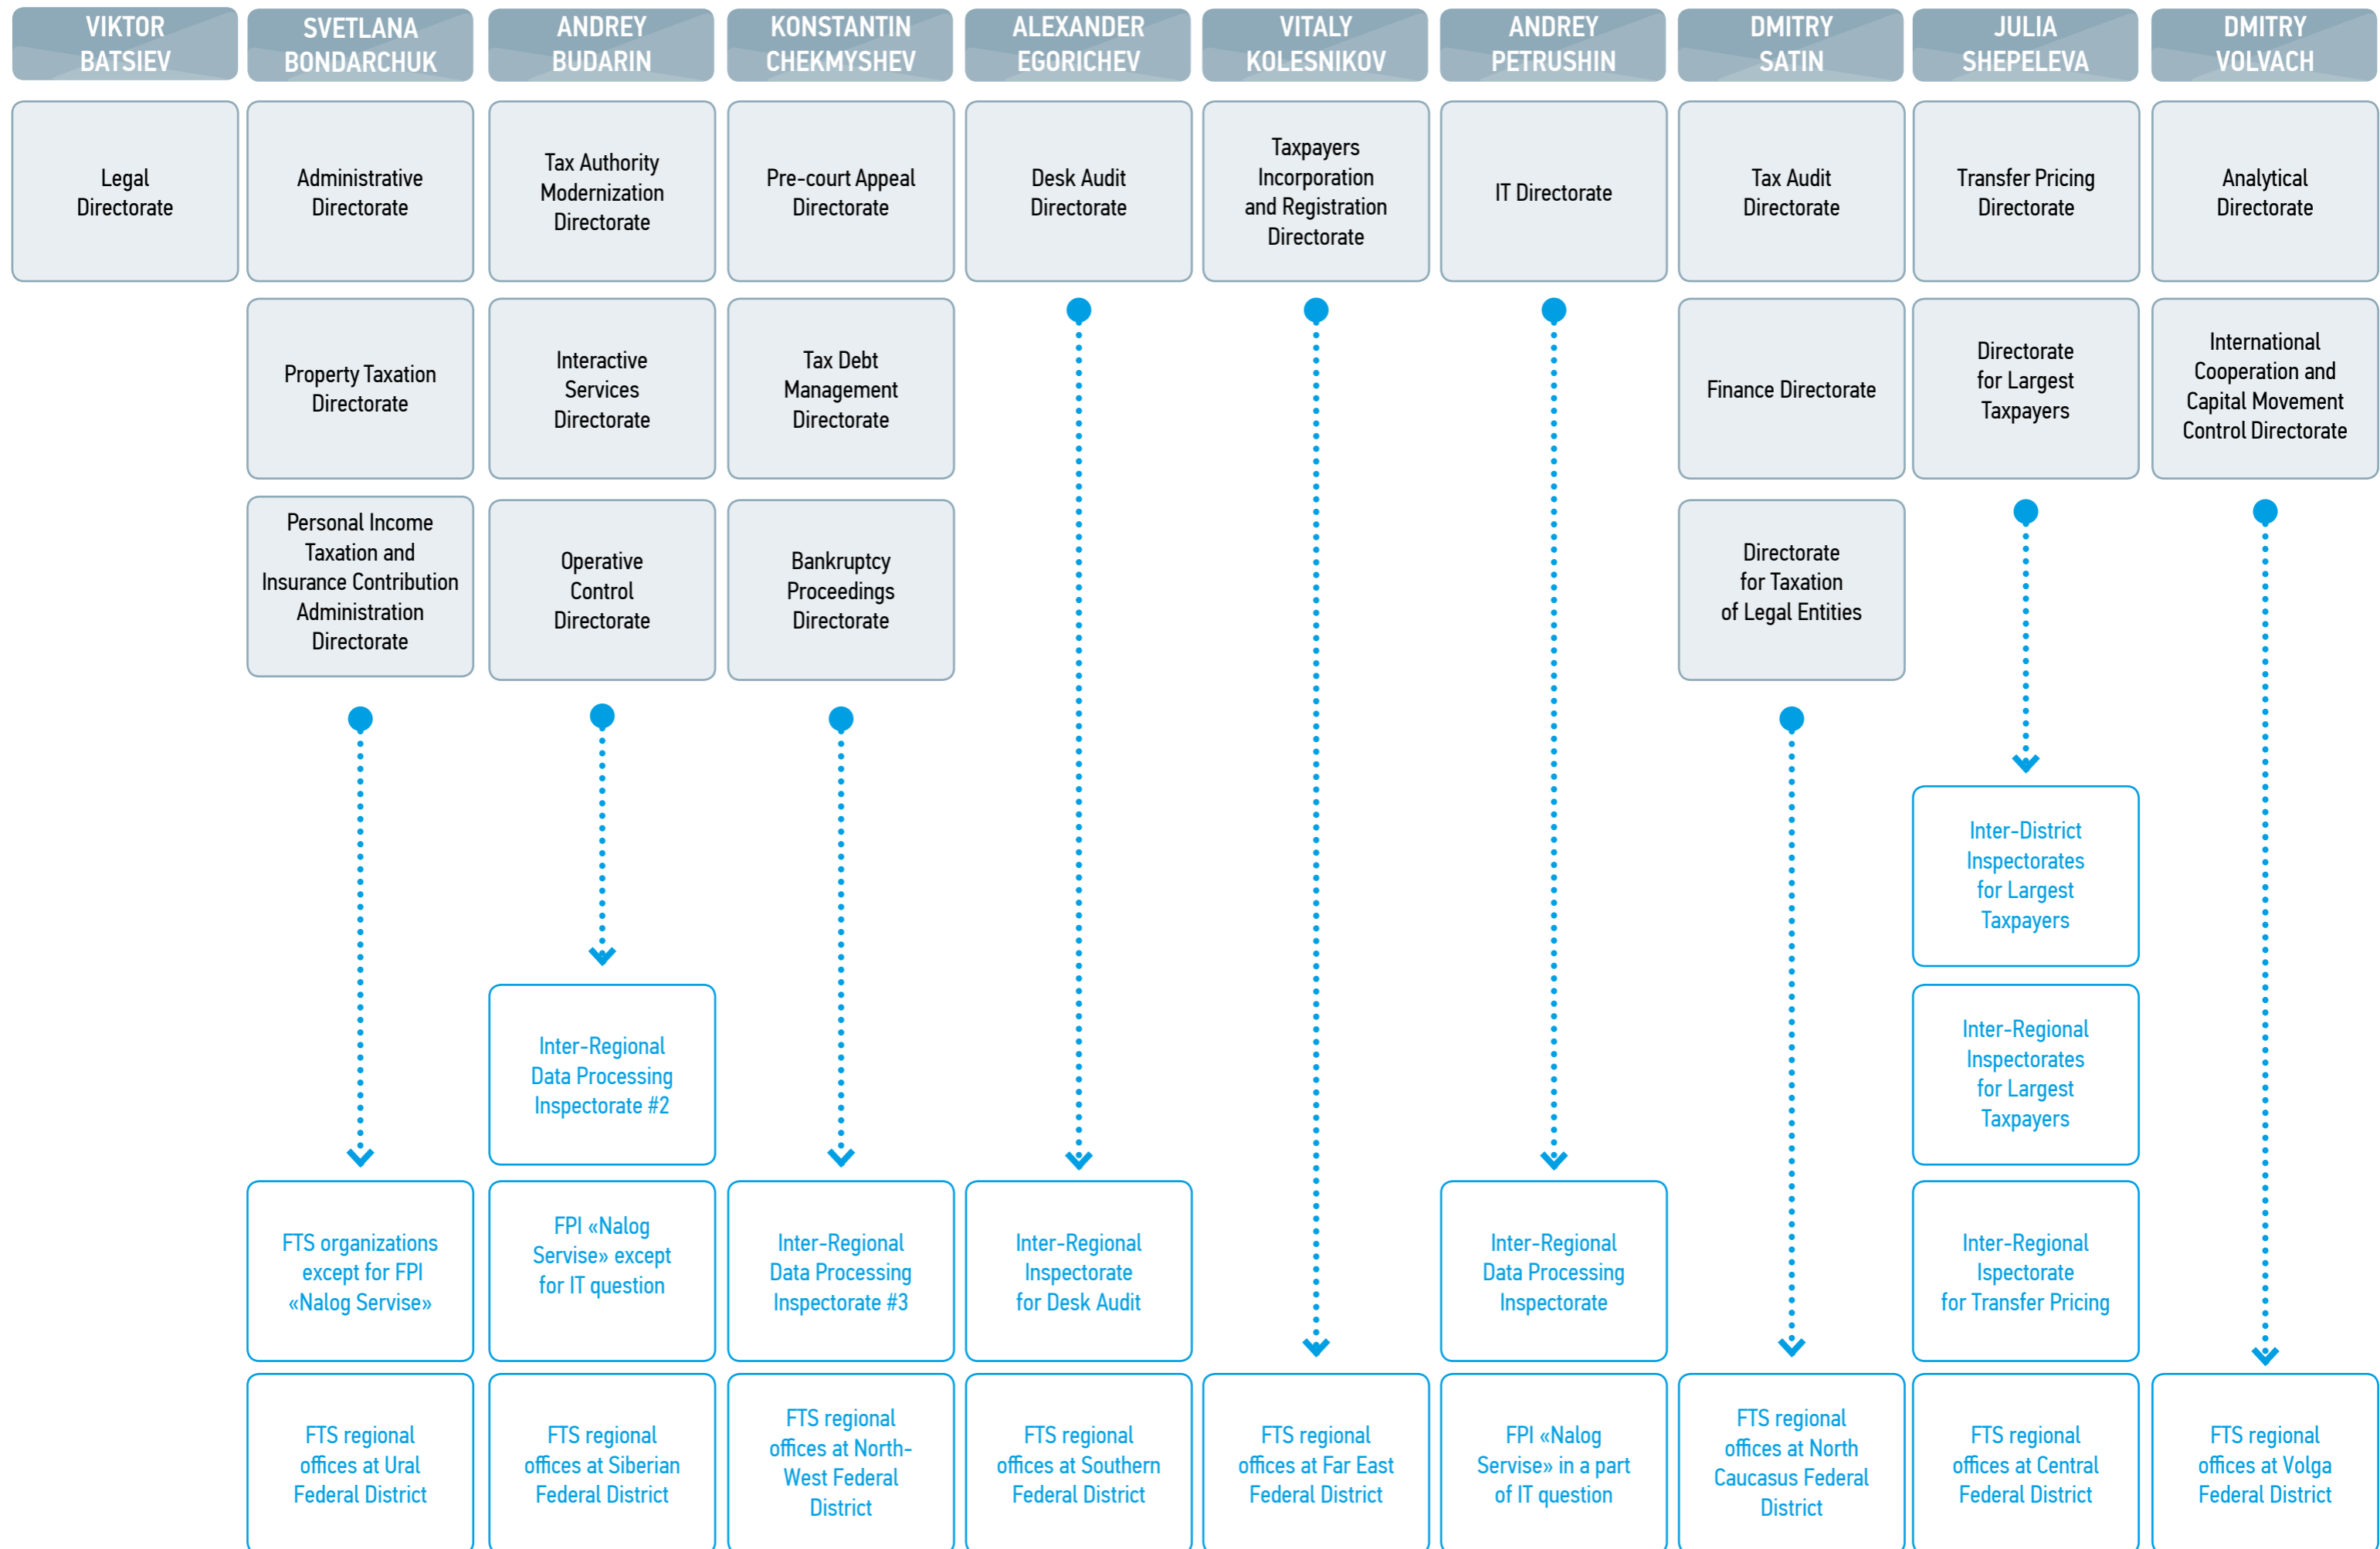 VIKTOR
BATSIEV
SVETLANA
BONDARCHUK
ANDREY
BUDARIN
KONSTANTIN
CHEKMYSHEV
ALEXANDER
EGORICHEV
VITALY
KOLESNIKOV
ANDREY
PETRUSHIN
DMITRY
SATIN
JULIA
SHEPELEVA
DMITRY
VOLVACH
Legal
Directorate
Administrative
Directorate
Tax Authority
Modernization
Directorate
Pre-court Appeal
Directorate
Desk Audit
Directorate
Taxpayers
Incorporation
and Registration
Directorate
IT Directorate
Tax Audit
Directorate
Transfer Pricing
Directorate
Analytical
Directorate
Property Taxation
Directorate
Interactive
Services
Directorate
Tax Debt
Management
Directorate
Finance Directorate
Directorate
for Largest
Taxpayers
International
Cooperation and
Capital Movement
Control Directorate
Personal Income
Taxation and
Insurance Contribution
Administration
Directorate
Operative
Control
Directorate
Bankruptcy
Proceedings
Directorate
Directorate
for Taxation
of Legal Entities
Inter-District
Inspectorates
for Largest
Taxpayers
Inter-Regional
Data Processing
Inspectorate #2
Inter-Regional
Inspectorates
for Largest
Taxpayers
FTS organizations
except for FPI
«Nalog Servise»
FPI «Nalog
Servise» except
for IT question
Inter-Regional
Data Processing
Inspectorate #3
Inter-Regional
Inspectorate
for Desk Audit
Inter-Regional
Data Processing
Inspectorate
Inter-Regional
Ispectorate
for Transfer Pricing
FTS regional
offices at Ural
Federal District
FTS regional
offices at Siberian
Federal District
FTS regional
offices at North-
West Federal
District
FTS regional
offices at Southern
Federal District
FTS regional
offices at Far East
Federal District
FPI «Nalog
Servise» in a part
of IT question
FTS regional
offices at North
Caucasus Federal
District
FTS regional
offices at Central
Federal District
FTS regional
offices at Volga
Federal District